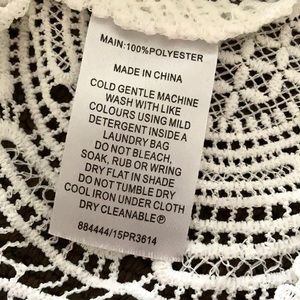 MAIN:100%POLYESTER
MADE IN CHINA
COLD GENTLE MACHINE
WASH WITH LIKE
COLOURS USING MILD
DETERGENT INSIDE A
LAUNDRY BAG
DO NOT BLEACH,
SOAK, RUB OR WRING
DRY FLAT IN SHADE
DO NOT TUMBLE DRY
COOL IRON UNDER CLOTH
DRY CLEANABLE®
884444/15PR3614